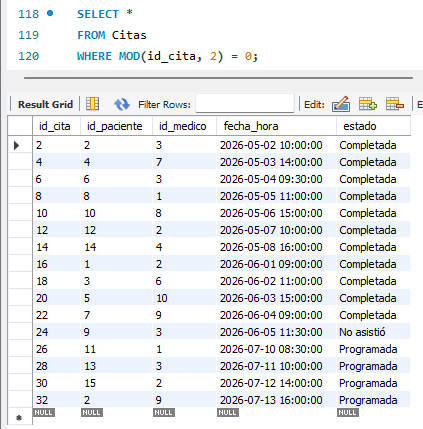 118 SELECT *
119 FROM Citas
120 WHERE MOD(id_cita, 2) = 0;
Result Grid Filter Rows: Edit: E
id_cita id_paciente id_medico fecha_hora estado
2 2 3 2026-05-02 10:00:00 Completada
4 4 7 2026-05-03 14:00:00 Completada
6 6 3 2026-05-04 09:30:00 Completada
8 8 1 2026-05-05 11:00:00 Completada
10 10 8 2026-05-06 15:00:00 Completada
12 12 2 2026-05-07 10:00:00 Completada
14 14 4 2026-05-08 16:00:00 Completada
16 1 2 2026-06-01 09:00:00 Completada
18 3 6 2026-06-02 11:00:00 Completada
20 5 10 2026-06-03 15:00:00 Completada
22 7 9 2026-06-04 09:00:00 Completada
24 9 3 2026-06-05 11:30:00 No asistió
26 11 1 2026-07-10 08:30:00 Programada
28 13 3 2026-07-11 10:00:00 Programada
30 15 2 2026-07-12 14:00:00 Programada
32 2 9 2026-07-13 16:00:00 Programada
NULL NULL NULL NULL NULL